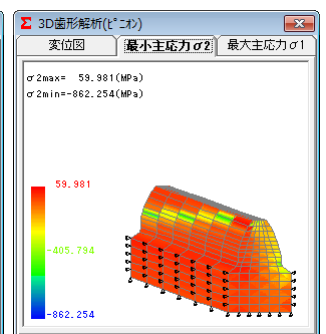 Σ 3D歯形解析(ﾋﾟﾆｵﾝ)
変位図 最小主応力σ2 最大主応力σ1
σ2max= 59.981(MPa)
σ2min=-862.254(MPa)
59.981
-405.794
-862.254